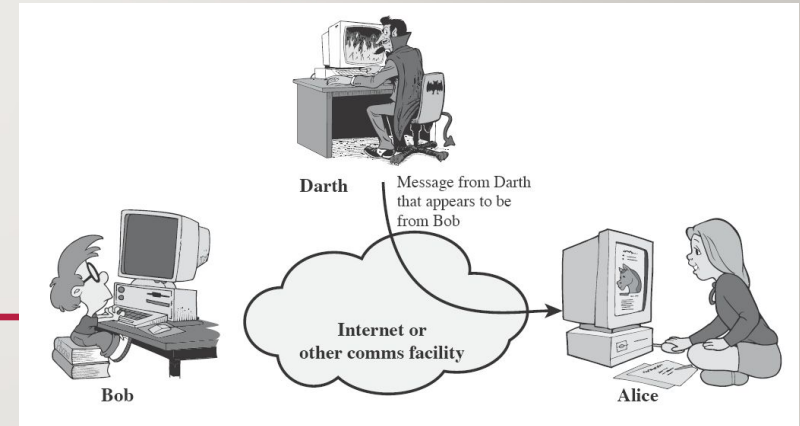 Darth
Message from Darth
that appears to be
from Bob
Internet or
other comms facility
Bob
Alice